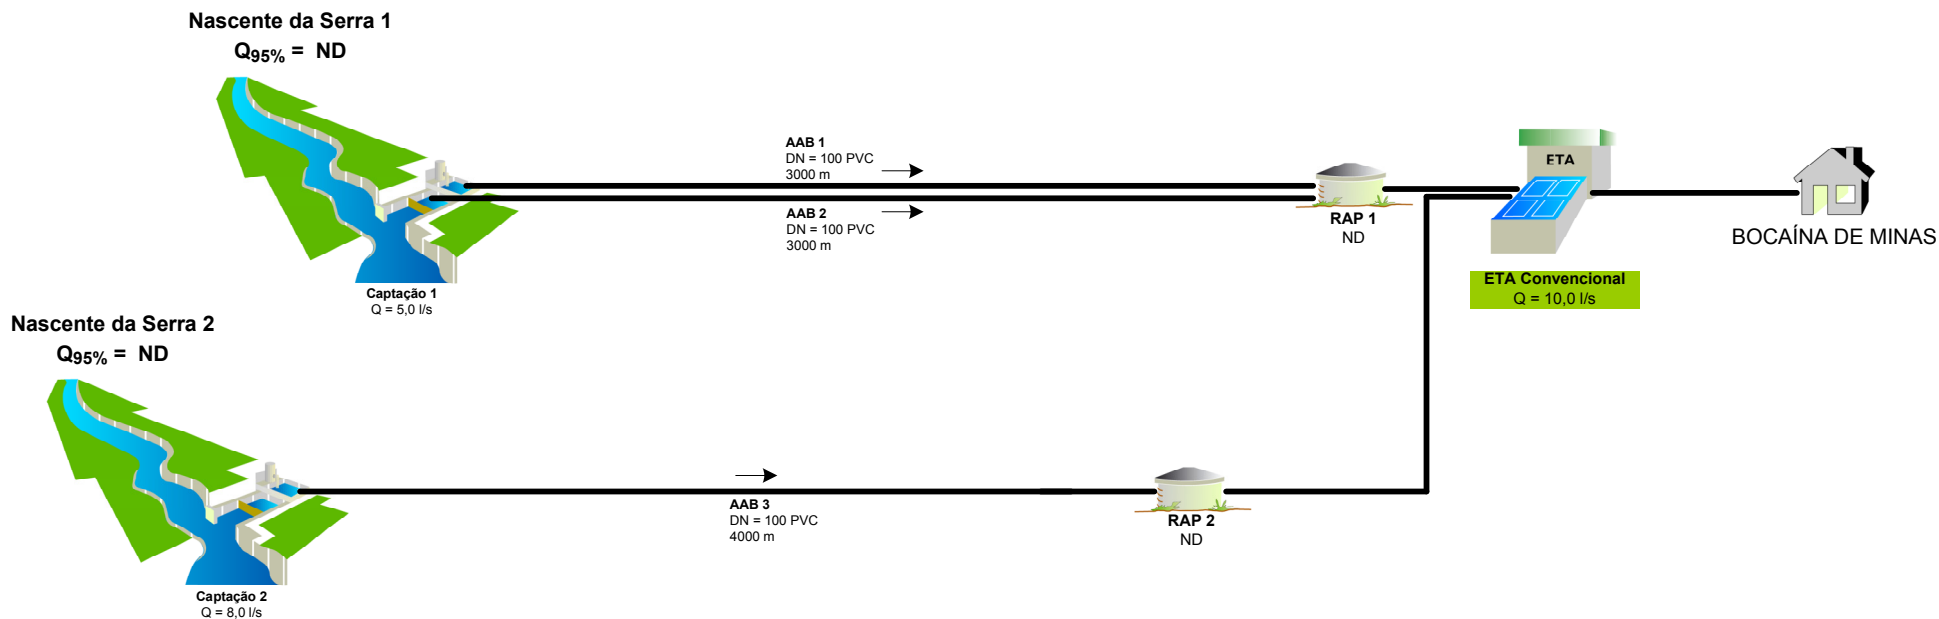 Nascente da Serra 1
Q95% = ND
AAB 1
DN = 100 PVC
3000 m
AAB 2
DN = 100 PVC
3000 m
RAP 1
ND
ETA
BOCAÍNA DE MINAS
ETA Convencional
Q = 10,0 l/s
Captação 1
Q = 5,0 l/s
Nascente da Serra 2
Q95% = ND
AAB 3
DN = 100 PVC
4000 m
RAP 2
ND
Captação 2
Q = 8,0 l/s